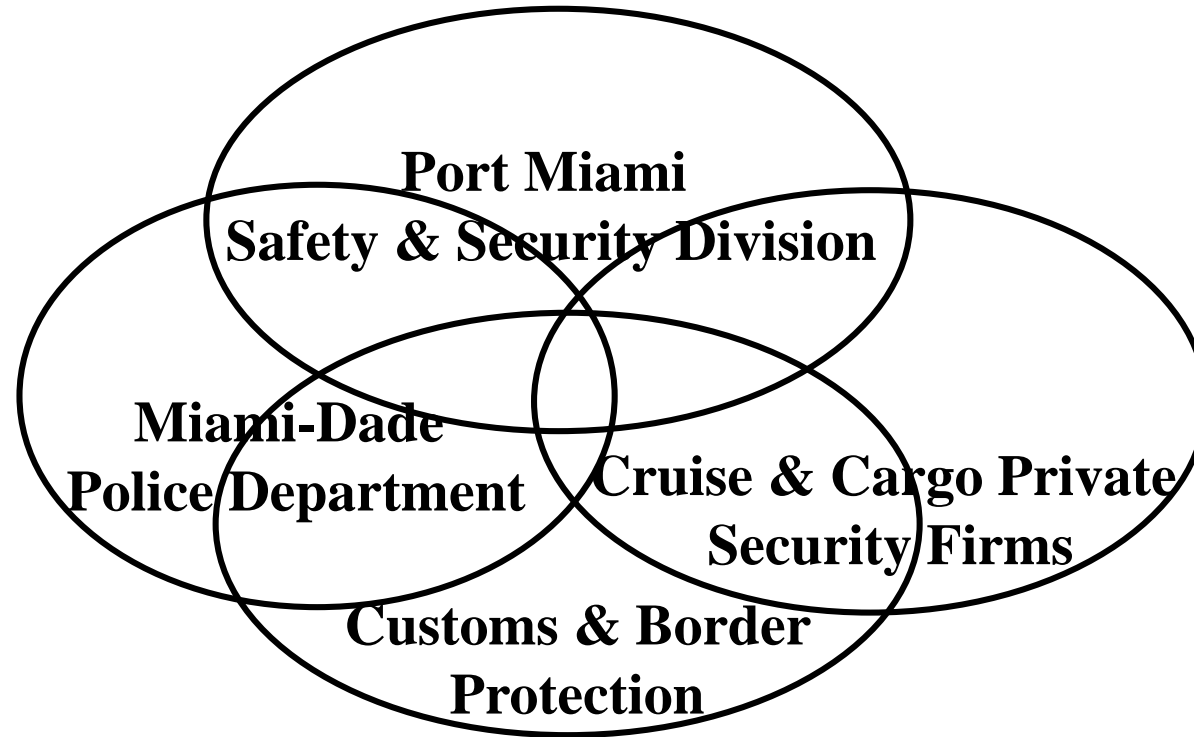 Port Miami
Safety & Security Division
Miami-Dade
Police Department
Cruise & Cargo Private
Security Firms
Customs & Border
Protection